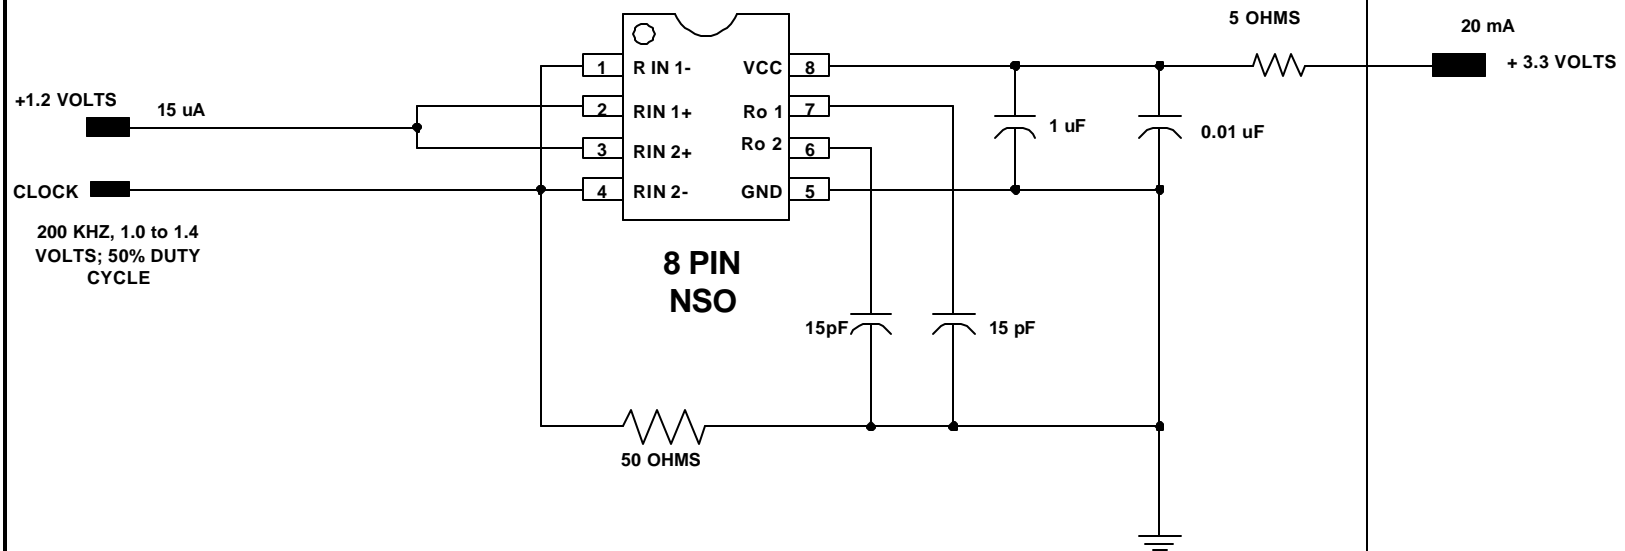 5 OHMS
20 mA
+ 3.3 VOLTS
1 R IN 1- VCC 8
+1.2 VOLTS 15 uA
2 RIN 1+ Ro 1 7
1 uF 0.01 uF
3 RIN 2+ Ro 2 6
CLOCK
4 RIN 2- GND 5
200 KHZ, 1.0 to 1.4
VOLTS; 50% DUTY
CYCLE
8 PIN
NSO
15pF 15 pF
50 OHMS